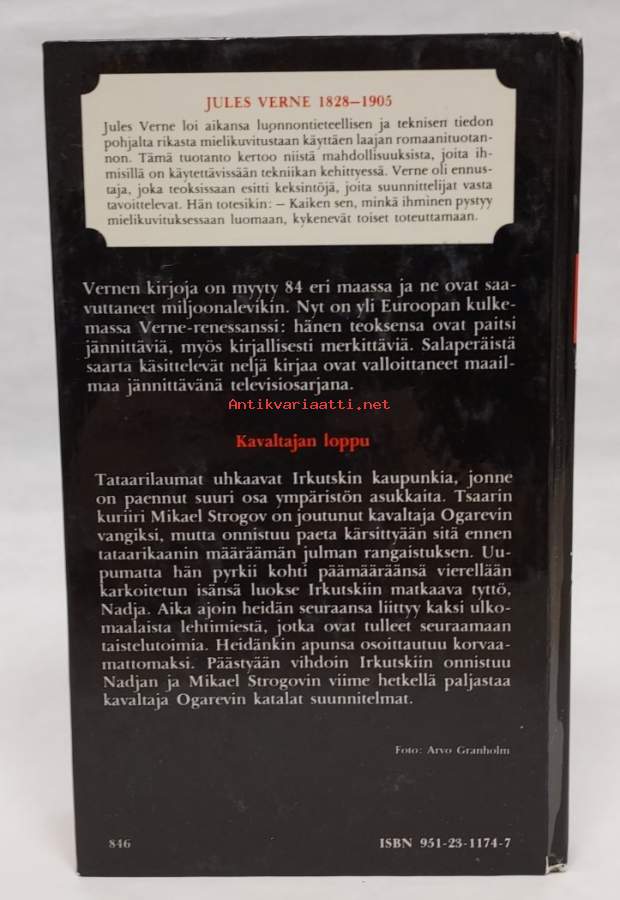 JULES VERNE 1828–1905
Jules Verne loi aikansa luonnontieteellisen ja teknisen tiedon
pohjalta rikasta mielikuvitustaan käyttäen laajan romaanituotan-
non. Tämä tuotanto kertoo niistä mahdollisuuksista, joita ih-
misillä on käytettävissään tekniikan kehittyessä. Verne oli ennus-
taja, joka teoksissaan esitti keksintöjä, joita suunnittelijat vasta
tavoittelevat. Hän totesikin: – Kaiken sen, minkä ihminen pystyy
mielikuvituksessaan luomaan, kykenevät toiset toteuttamaan.
Vernen kirjoja on myyty 84 eri maassa ja ne ovat saa-
vuttaneet miljoonalevikin. Nyt on yli Euroopan kulke-
massa Verne-renessanssi: hänen teoksensa ovat paitsi
jännittäviä, myös kirjallisesti merkittäviä. Salaperäistä
saarta käsittelevät neljä kirjaa ovat valloittaneet maail-
maa jännittävänä televisiosarjana.
Antikvariaatti.net
Kavaltajan loppu
Tataarilaumat uhkaavat Irkutskin kaupunkia, jonne
on paennut suuri osa ympäristön asukkaita. Tsaarin
kuriiri Mikael Strogov on joutunut kavaltaja Ogarevin
vangiksi, mutta onnistuu paeta kärsittyään sitä ennen
tataarikaanin määräämän julman rangaistuksen. Uu-
pumatta hän pyrkii kohti päämääräänsä vierellään
karkoitetun isänsä luokse Irkutskiin matkaava tyttö,
Nadja. Aika ajoin heidän seuraansa liittyy kaksi ulko-
maalaista lehtimiestä, jotka ovat tulleet seuraamaan
taistelutoimia. Heidänkin apunsa osoittautuu korvaa-
mattomaksi. Päästyään vihdoin Irkutskiin onnistuu
Nadjan ja Mikael Strogovin viime hetkellä paljastaa
kavaltaja Ogarevin katalat suunnitelmat.
Foto: Arvo Granholm
846
ISBN 951-23-1174-7